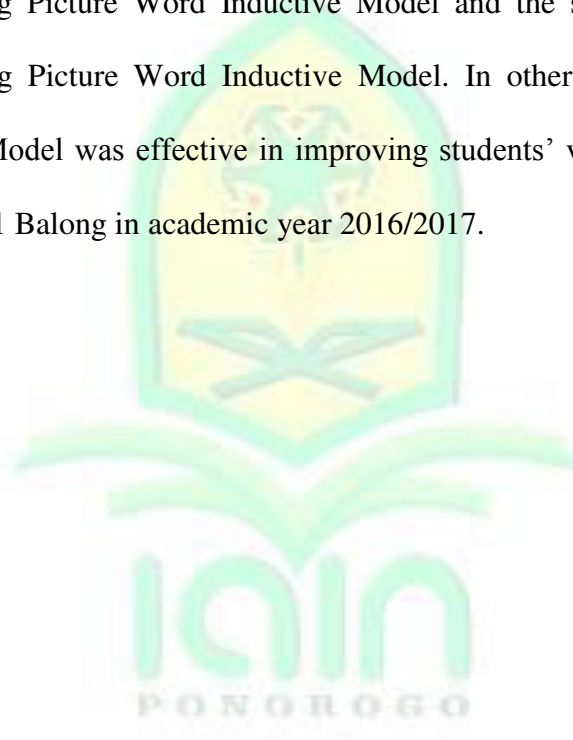 g Picture Word Inductive Model and the s
g Picture Word Inductive Model. In other
Model was effective in improving students’ v
Balong in academic year 2016/2017.
iain
PONOROGO